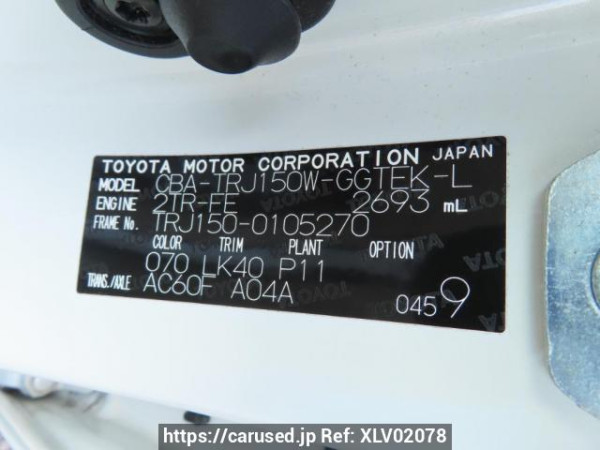 TOYOTA MOTOR CORPORATION JAPAN
MODEL CBA-TRJ150W-GGTEK-L
ENGINE 2TR-FE 2693 mL
FRAME No. TRJ150-0105270
COLOR TRIM PLANT OPTION
070 LK40 P11
TRANS./AXLE AC60F A04A
0459
https://carused.jp Ref: XLV02078